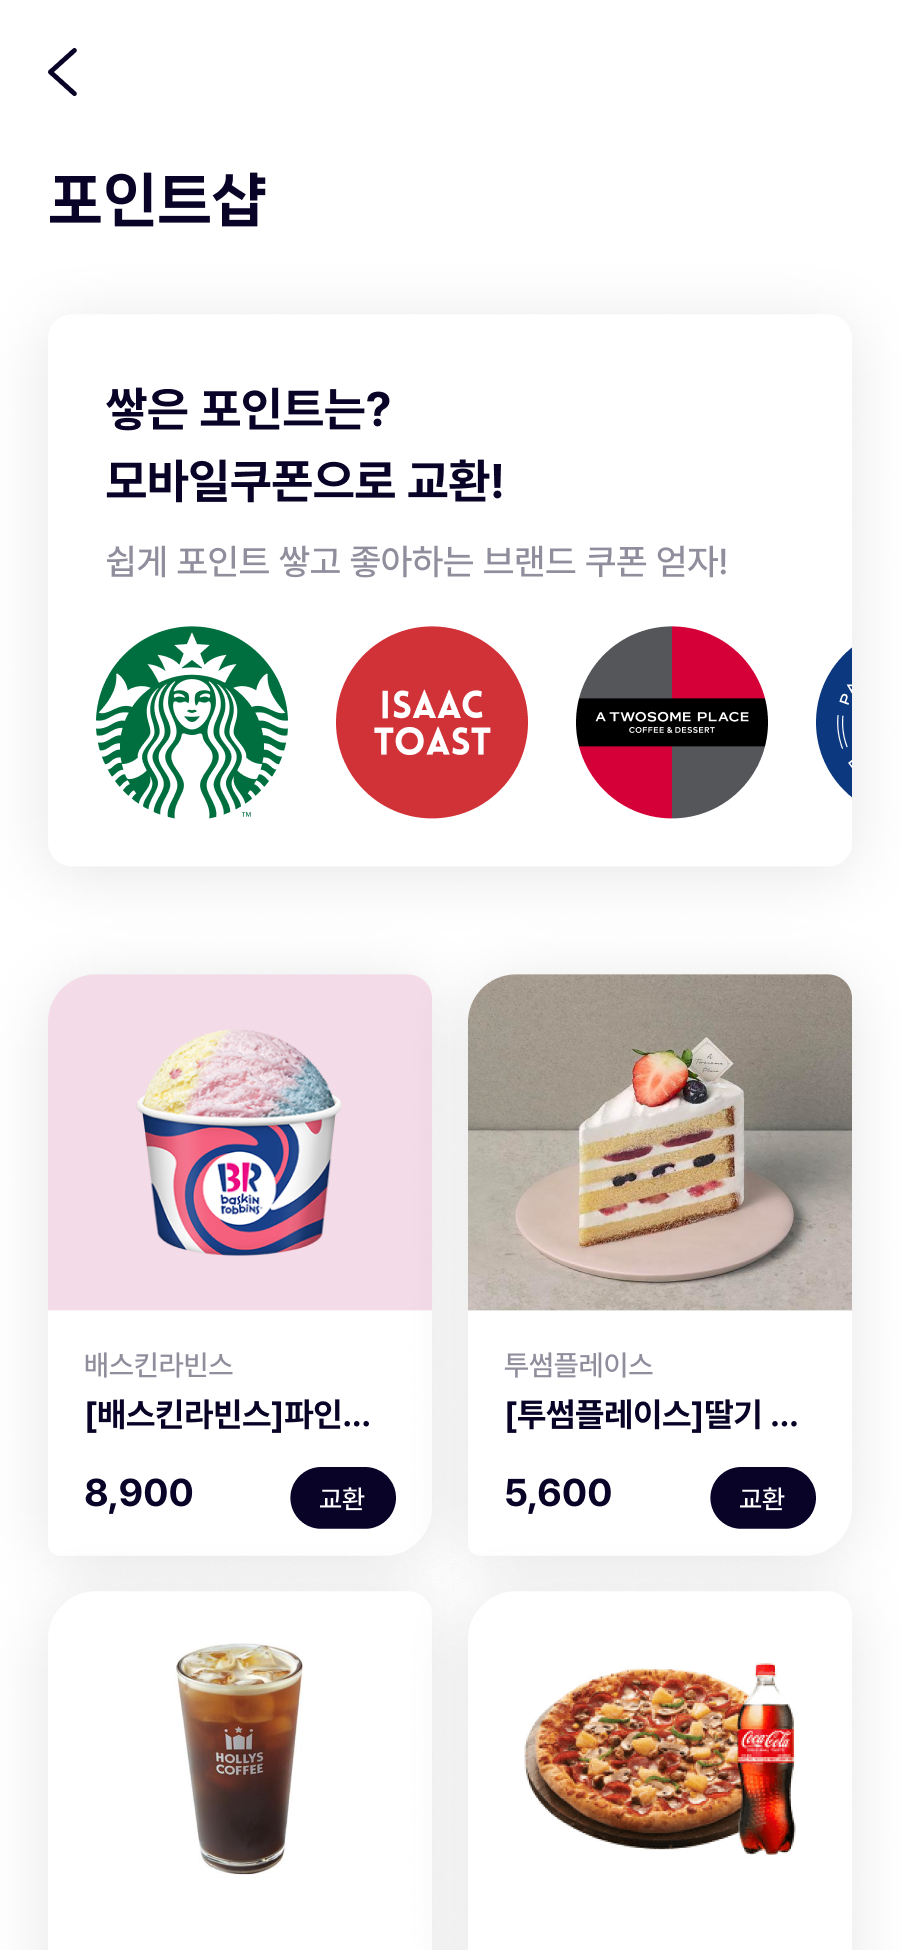 포인트샵
쌓은 포인트는?
모바일쿠폰으로 교환!
쉽게 포인트 쌓고 좋아하는 브랜드 쿠폰 얻자!
TM
ISAAC
TOAST
A TWOSOME PLACE
COFFEE & DESSERT
PA
BR
baskin
robbins
A
Twosome
Place
배스킨라빈스
[배스킨라빈스]파인...
8,900
교환
투썸플레이스
[투썸플레이스]딸기 ...
5,600
교환
HOLLYS
COFFEE
Coca-Cola